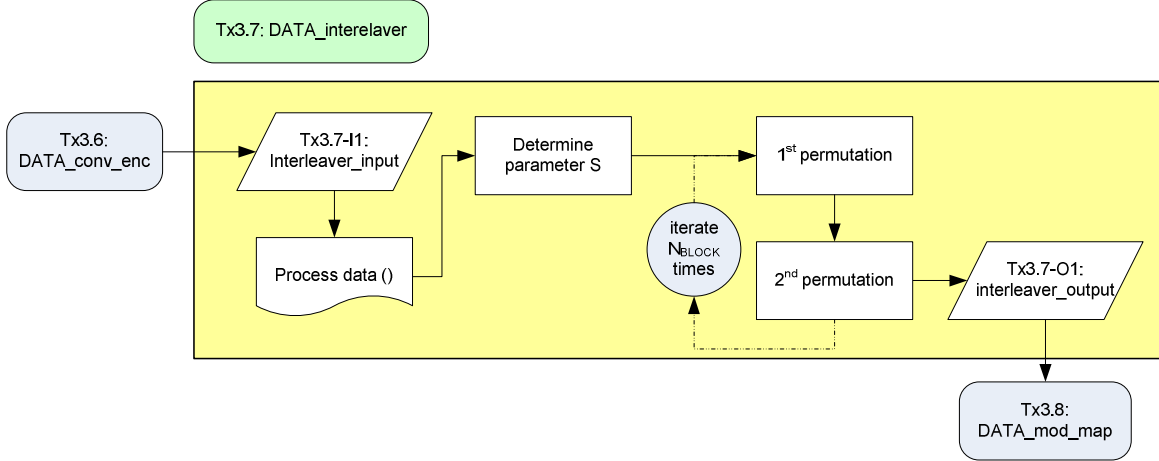 Tx3.7: DATA_interelaver
Tx3.6:
DATA_conv_enc
Tx3.7-I1:
Interleaver_input
Process data ()
Determine
parameter S
1st permutation
iterate
NBLOCK
times
2nd permutation
Tx3.7-O1:
interleaver_output
Tx3.8:
DATA_mod_map